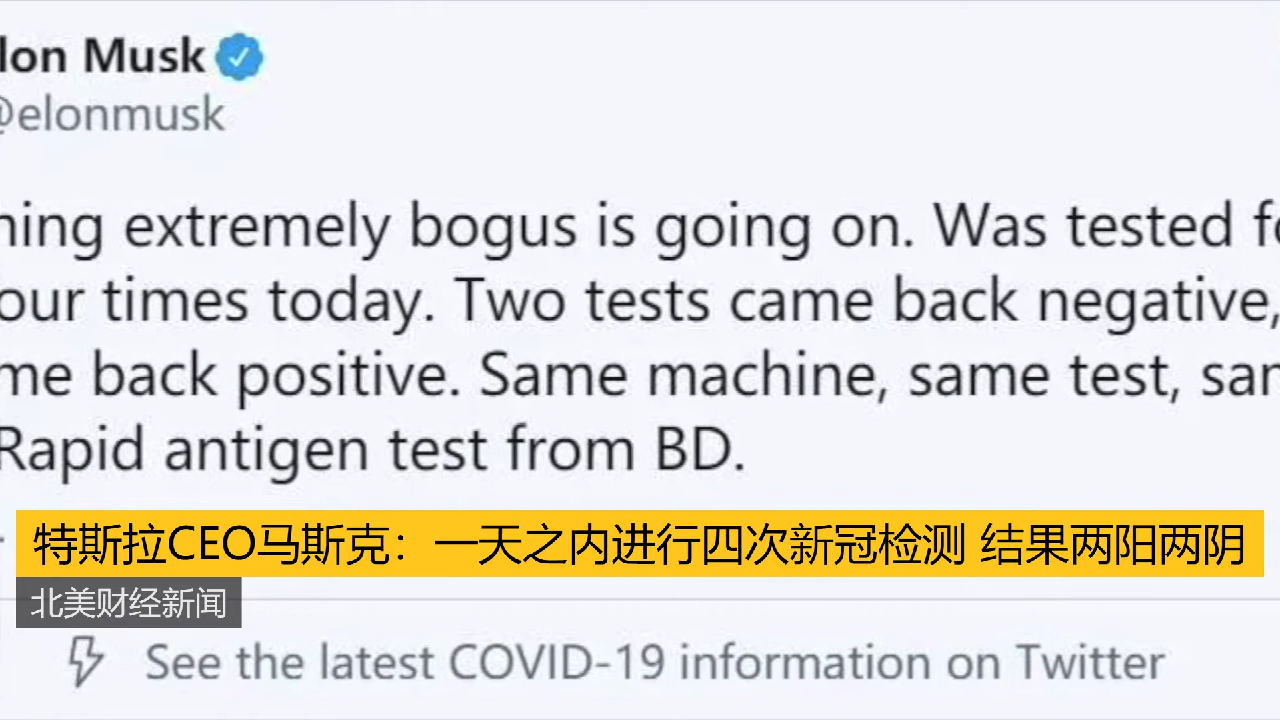 lon Musk
@elonmusk
hing extremely bogus is going on. Was tested fo
our times today. Two tests came back negative,
me back positive. Same machine, same test, sam
Rapid antigen test from BD.
特斯拉CEO马斯克：一天之内进行四次新冠检测 结果两阳两阴
北美财经新闻
See the latest COVID-19 information on Twitter